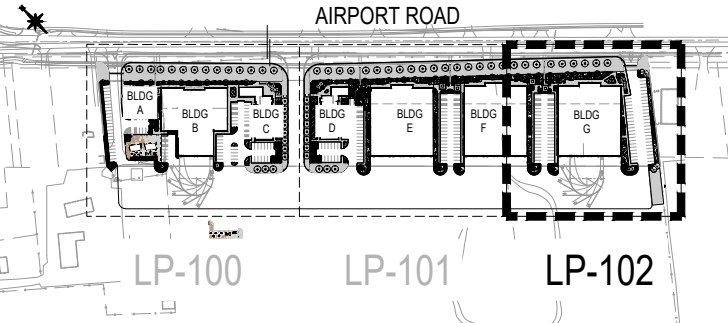 AIRPORT ROAD
BLDG
A
BLDG
B
BLDG
C
BLDG
D
BLDG
E
BLDG
F
BLDG
G
LP-100
LP-101
LP-102